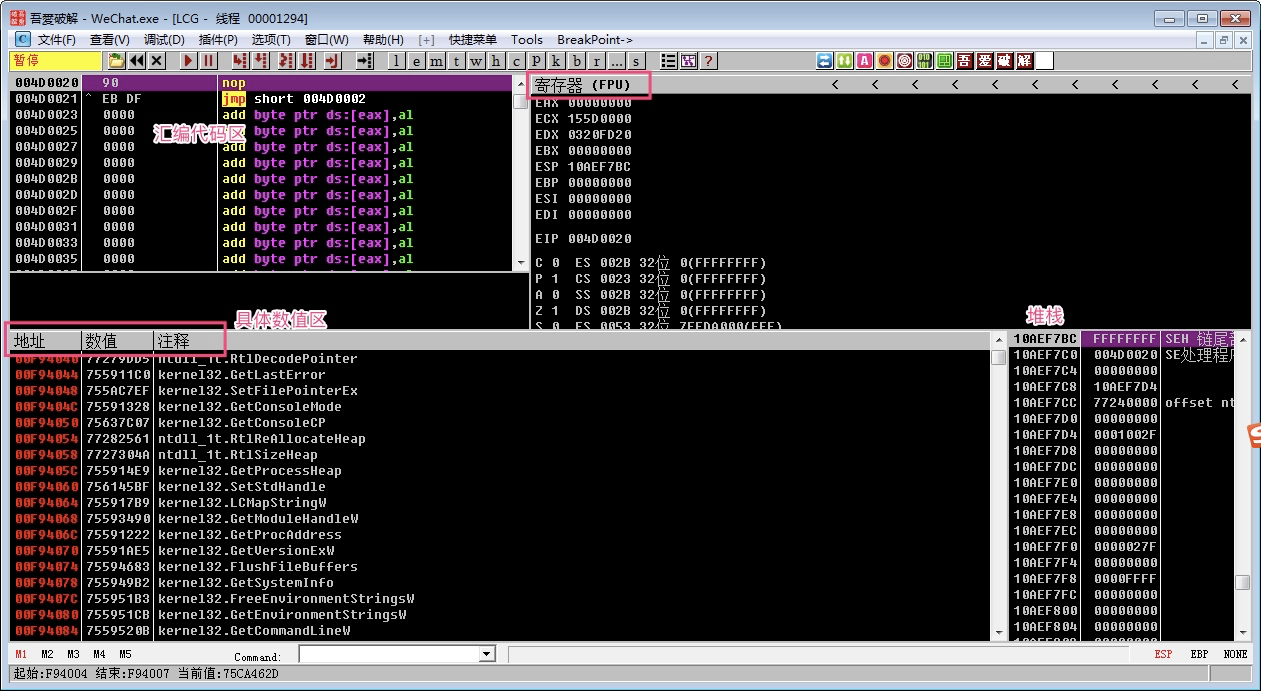 吾爱破解 - WeChat.exe - [LCG - 线程 00001294]
文件(F) 查看(V) 调试(D) 插件(P) 选项(T) 窗口(W) 帮助(H) [+] 快捷菜单 Tools BreakPoint->
暂停 l e m t w h c p k b r ... s ? 吾 爱 破 解
004D0020 90 nop
004D0021 ^ EB DF jmp short 004D0002
004D0023 0000 add byte ptr ds:[eax],al
004D0025 0000 add byte ptr ds:[eax],al
004D0027 0000 add byte ptr ds:[eax],al
004D0029 0000 add byte ptr ds:[eax],al
004D002B 0000 add byte ptr ds:[eax],al
004D002D 0000 add byte ptr ds:[eax],al
004D002F 0000 add byte ptr ds:[eax],al
004D0031 0000 add byte ptr ds:[eax],al
004D0033 0000 add byte ptr ds:[eax],al
004D0035 0000 add byte ptr ds:[eax],al
汇编代码区
寄存器 (FPU) < < < < < < < < < < <
EAX 00000000
ECX 155D0000
EDX 0320FD20
EBX 00000000
ESP 10AEF7BC
EBP 00000000
ESI 00000000
EDI 00000000
EIP 004D0020
C 0 ES 002B 32位 0(FFFFFFFF)
P 1 CS 0023 32位 0(FFFFFFFF)
A 0 SS 002B 32位 0(FFFFFFFF)
Z 1 DS 002B 32位 0(FFFFFFFF)
S 0 FS 0053 32位 7EFDA000(FFF)
具体数值区
地址 数值 注释
00F94040 77279DD5 ntdll_1t.RtlDecodePointer
00F94044 755911C0 kernel32.GetLastError
00F94048 755AC7EF kernel32.SetFilePointerEx
00F9404C 75591328 kernel32.GetConsoleMode
00F94050 75637C07 kernel32.GetConsoleCP
00F94054 77282561 ntdll_1t.RtlReAllocateHeap
00F94058 7727304A ntdll_1t.RtlSizeHeap
00F9405C 755914E9 kernel32.GetProcessHeap
00F94060 756145BF kernel32.SetStdHandle
00F94064 755917B9 kernel32.LCMapStringW
00F94068 75593490 kernel32.GetModuleHandleW
00F9406C 75591222 kernel32.GetProcAddress
00F94070 75591AE5 kernel32.GetVersionExW
00F94074 75594683 kernel32.FlushFileBuffers
00F94078 755949B2 kernel32.GetSystemInfo
00F9407C 755951B3 kernel32.FreeEnvironmentStringsW
00F94080 755951CB kernel32.GetEnvironmentStringsW
00F94084 7559520B kernel32.GetCommandLineW
堆栈
10AEF7BC FFFFFFFF SEH 链尾
10AEF7C0 004D0020 SE处理程
10AEF7C4 00000000
10AEF7C8 10AEF7D4
10AEF7CC 77240000 offset nt
10AEF7D0 00000000
10AEF7D4 0001002F
10AEF7D8 00000000
10AEF7DC 00000000
10AEF7E0 00000000
10AEF7E4 00000000
10AEF7E8 00000000
10AEF7EC 00000000
10AEF7F0 0000027F
10AEF7F4 00000000
10AEF7F8 0000FFFF
10AEF7FC 00000000
10AEF800 00000000
10AEF804 00000000
M1 M2 M3 M4 M5 Command: ESP EBP NONE
起始:F94004 结束:F94007 当前值:75CA462D